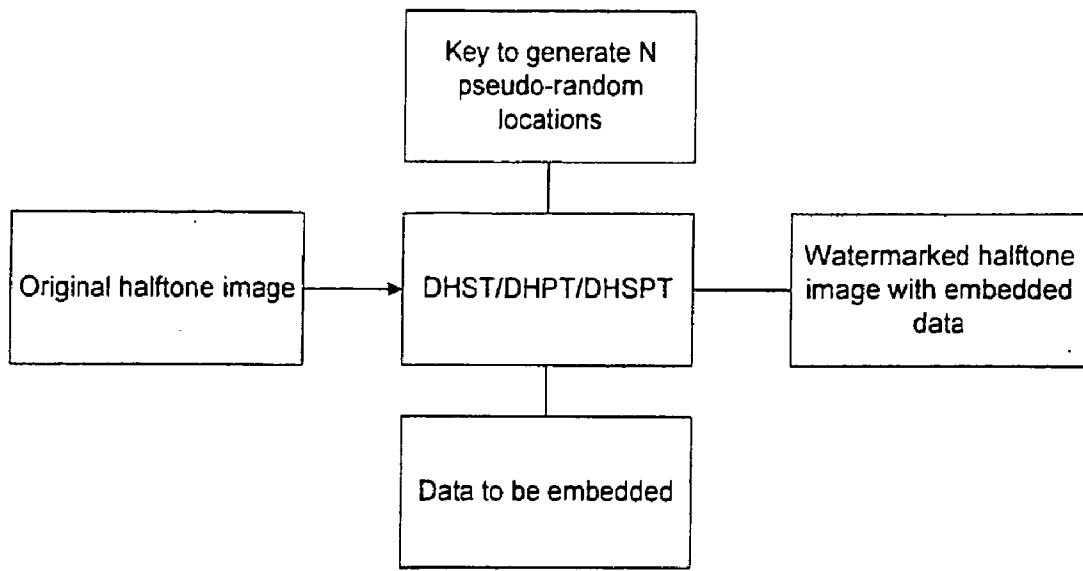 Key to generate N
pseudo-random
locations
Original halftone image
DHST/DHPT/DHSPT
Watermarked halftone
image with embedded
data
Data to be embedded